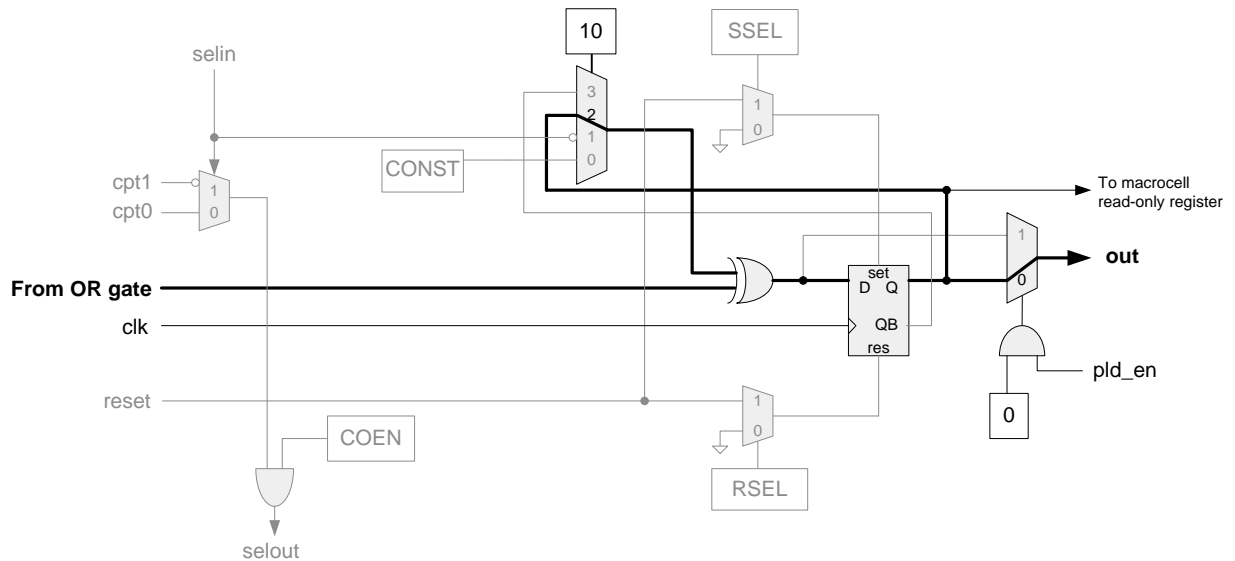 10
SSEL
selin
3
2
1
0
1
0
CONST
cpt1
cpt0
1
0
To macrocell
read-only register
1
0
out
From OR gate
set
D Q
QB
res
clk
pld_en
reset
1
0
0
COEN
RSEL
selout